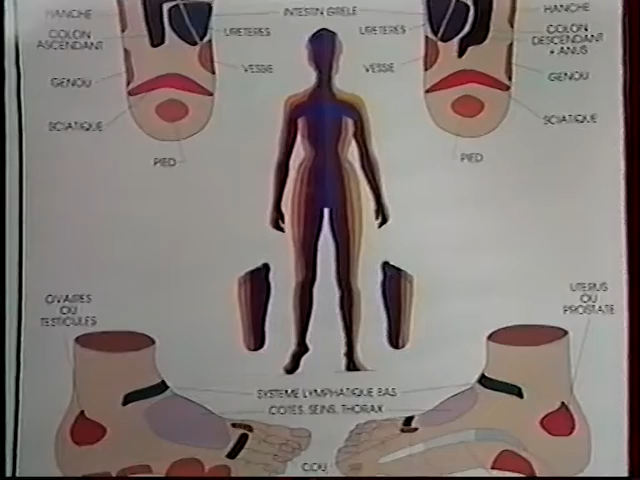 HANCHE
INTESTIN GRELE
HANCHE
COLON
ASCENDANT
URETERES
URETERES
COLON
DESCENDANT
+ ANUS
VESSIE
VESSIE
GENOU
GENOU
SCIATIQUE
SCIATIQUE
PIED
PIED
OVAIRES
OU
TESTICULES
UTERUS
OU
PROSTATE
SYSTEME LYMPHATIQUE BAS
COTES, SEINS, THORAX
COU